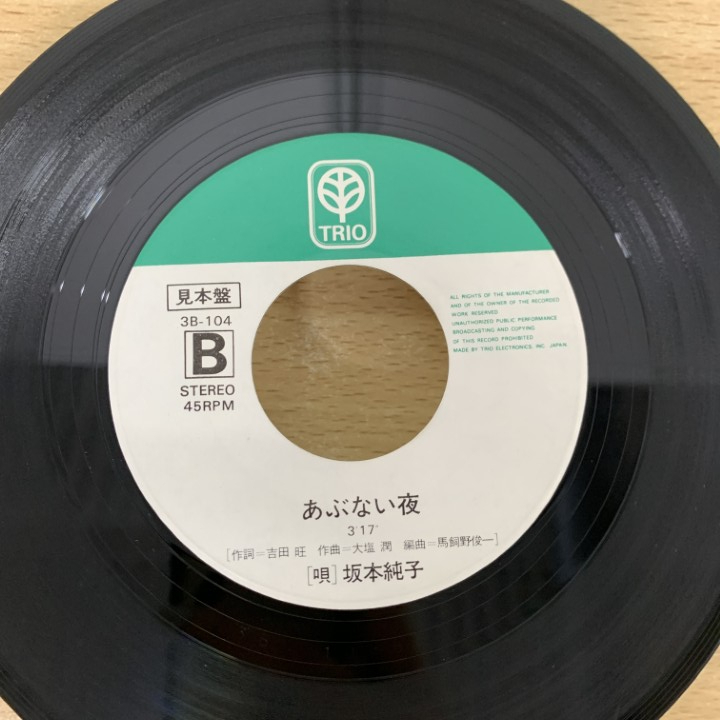 TRIO
見本盤
3B-104
B
STEREO
45RPM
ALL RIGHTS OF THE MANUFACTURER
AND OF THE OWNER OF THE RECORDED
WORK RESERVED
UNAUTHORIZED PUBLIC PERFORMANCE
BROADCASTING AND COPYING
OF THIS RECORD PROHIBITED
MADE BY TRIO ELECTRONICS, INC. JAPAN
あぶない夜
3'17"
[作詞=吉田 旺 作曲=大塩 潤 編曲=馬飼野俊一]
[唄]坂本純子